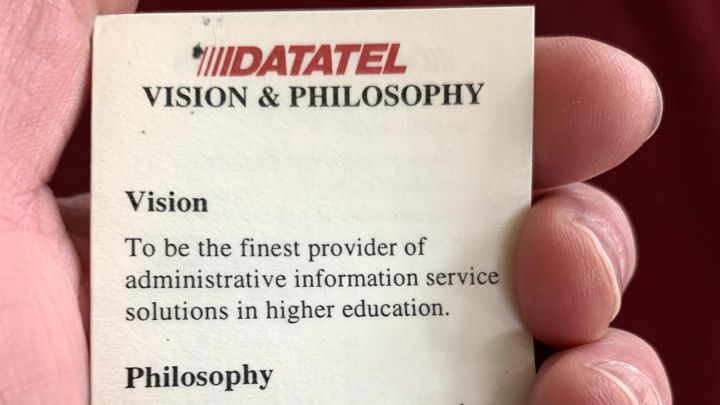 DATATEL
VISION & PHILOSOPHY
Vision
To be the finest provider of
administrative information service
solutions in higher education.
Philosophy